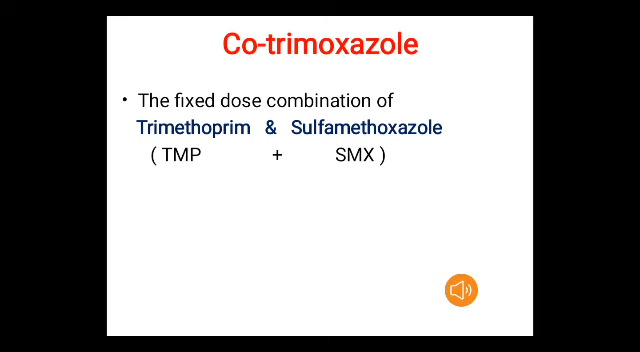 Co-trimoxazole
• The fixed dose combination of
Trimethoprim & Sulfamethoxazole
( TMP + SMX )